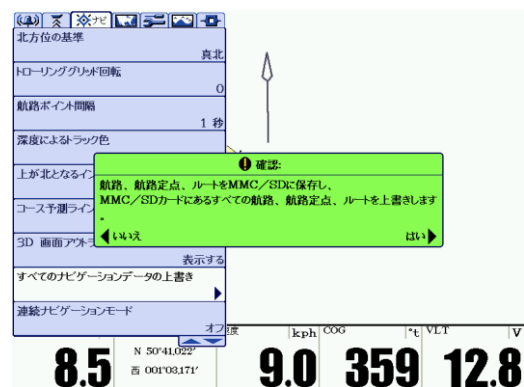 ナビ
北方位の基準
真北
トローリンググリッド回転
0
航路ポイント間隔
1 秒
深度によるトラック色
上が北となるイン
コース予測ライン
3D 画面アウトラ
表示する
すべてのナビゲーションデータの上書き
連続ナビゲーションモード
オフ
確認:
航路、航路定点、ルートをMMC/SDに保存し、
MMC/SDカードにあるすべての航路、航路定点、ルートを上書きします
。
いいえ はい
度 kph COG °t VLT V
8.5 N 50°41,022' 9.0 359 12.8
西 001°03,171'